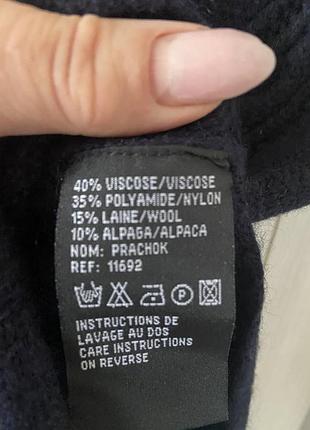 40% VISCOSE/VISCOSE
35% POLYAMIDE/NYLON
15% LAINE/WOOL
10% ALPAGA/ALPACA
NOM: PRACHOK
REF: 11692
P
INSTRUCTIONS DE
LAVAGE AU DOS
CARE INSTRUCTIONS
ON REVERSE